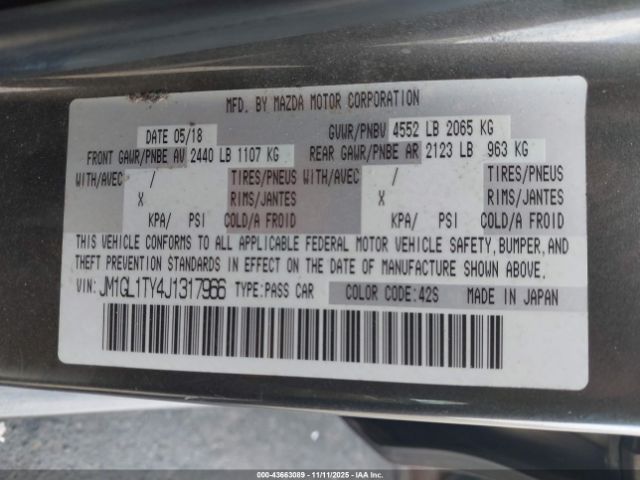 MFD. BY MAZDA MOTOR CORPORATION
DATE 05/18 GVWR/PNBV 4552 LB 2065 KG
FRONT GAWR/PNBE AV 2440 LB 1107 KG REAR GAWR/PNBE AR 2123 LB 963 KG
WITH/AVEC / TIRES/PNEUS WITH/AVEC / TIRES/PNEUS
X RIMS/JANTES X RIMS/JANTES
KPA/ PSI COLD/A FROID KPA/ PSI COLD/A FROID
THIS VEHICLE CONFORMS TO ALL APPLICABLE FEDERAL MOTOR VEHICLE SAFETY, BUMPER, AND
THEFT PREVENTION STANDARDS IN EFFECT ON THE DATE OF MANUFACTURE SHOWN ABOVE.
VIN: JM1GL1TY4J1317966 TYPE:PASS CAR COLOR CODE:42S MADE IN JAPAN
000-43663089 - 11/11/2025 - IAAC